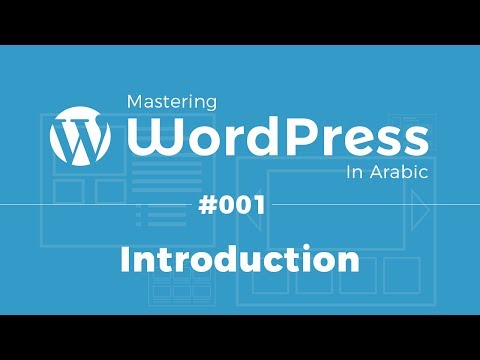 Mastering
WordPress
In Arabic
#001
Introduction